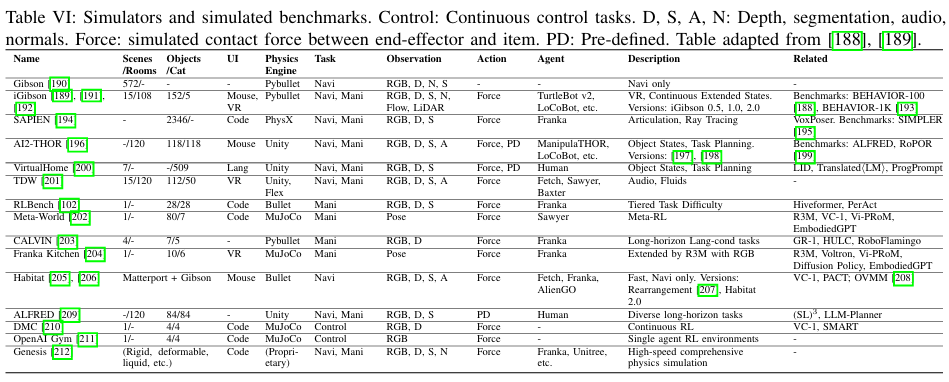 Table VI: Simulators and simulated benchmarks. Control: Continuous control tasks. D, S, A, N: Depth, segmentation, audio,
normals. Force: simulated contact force between end-effector and item. PD: Pre-defined. Table adapted from [188], [189].
Name Scenes /Rooms Objects /Cat UI Physics Engine Task Observation Action Agent Description Related
Gibson [190] 572/- - - Pybullet Navi RGB, D, N, S - - Navi only -
iGibson [189], [191], 15/108 152/5 Mouse, Pybullet Navi, Mani RGB, D, S, N, Force TurtleBot v2, VR, Continuous Extended States. Benchmarks: BEHAVIOR-100
[192] VR Flow, LiDAR LoCoBot, etc. Versions: iGibson 0.5, 1.0, 2.0 [188], BEHAVIOR-1K [193]
SAPIEN [194] - 2346/- Code PhysX Navi, Mani RGB, D, S Force Franka Articulation, Ray Tracing VoxPoser. Benchmarks: SIMPLER
[195]
AI2-THOR [196] -/120 118/118 Mouse Unity Navi, Mani RGB, D, S, A Force, PD ManipulaTHOR, Object States, Task Planning. Benchmarks: ALFRED, RoPOR
LoCoBot, etc. Versions: [197], [198] [199]
VirtualHome [200] 7/- -/509 Lang Unity Navi, Mani RGB, D, S Force, PD Human Object States, Task Planning LID, Translated⟨LM⟩, ProgPrompt
TDW [201] 15/120 112/50 VR Unity, Navi, Mani RGB, D, S, A Force Fetch, Sawyer, Audio, Fluids -
Flex Baxter
RLBench [102] 1/- 28/28 Code Bullet Mani RGB, D, S Force Franka Tiered Task Difficulty Hiveformer, PerAct
Meta-World [202] 1/- 80/7 Code MuJoCo Mani Pose Force Sawyer Meta-RL R3M, VC-1, Vi-PRoM,
EmbodiedGPT
CALVIN [203] 4/- 7/5 - Pybullet Mani RGB, D Force Franka Long-horizon Lang-cond tasks GR-1, HULC, RoboFlamingo
Franka Kitchen [204] 1/- 10/6 VR MuJoCo Mani Pose Force Franka Extended by R3M with RGB R3M, Voltron, Vi-PRoM,
Diffusion Policy, EmbodiedGPT
Habitat [205], [206] Matterport + Gibson Mouse Bullet Navi RGB, D, S, A Force Fetch, Franka, Fast, Navi only. Versions: VC-1, PACT; OVMM [208]
AlienGO Rearrangement [207], Habitat
2.0
ALFRED [209] -/120 84/84 - Unity Navi, Mani RGB, D, S PD Human Diverse long-horizon tasks (SL)³, LLM-Planner
DMC [210] 1/- 4/4 Code MuJoCo Control RGB, D Force - Continuous RL VC-1, SMART
OpenAI Gym [211] 1/- 4/4 Code MuJoCo Control RGB Force - Single agent RL environments -
Genesis [212] (Rigid, deformable, Code (Propri- Navi, Mani RGB, D, S, N Force Franka, Unitree, High-speed comprehensive -
liquid, etc.) etary) etc. physics simulation